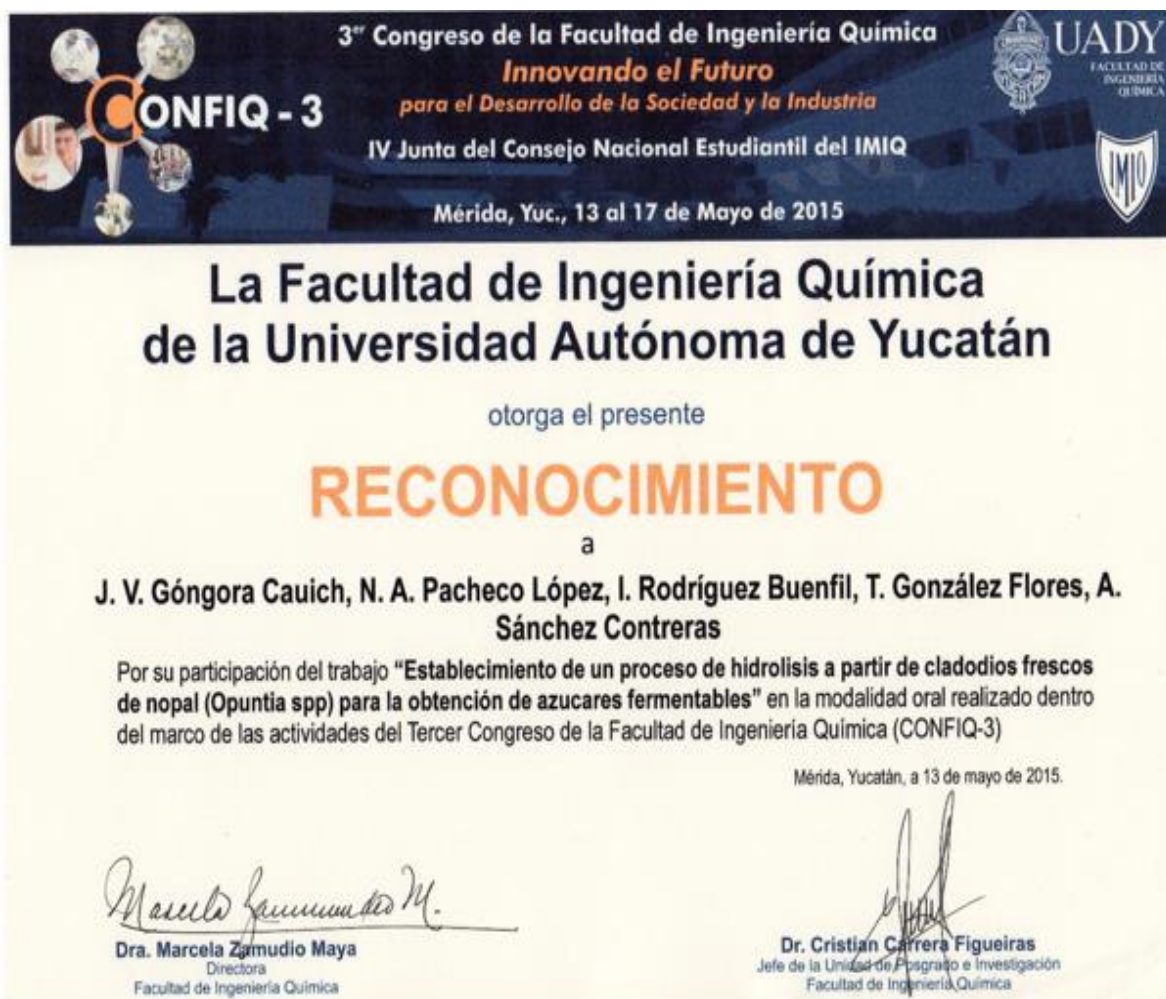 3er Congreso de la Facultad de Ingeniería Química
Innovando el Futuro
para el Desarrollo de la Sociedad y la Industria
IV Junta del Consejo Nacional Estudiantil del IMIQ
Mérida, Yuc., 13 al 17 de Mayo de 2015
CONFIQ - 3
UADY
FACULTAD DE
INGENIERÍA
QUÍMICA
IMIQ
La Facultad de Ingeniería Química
de la Universidad Autónoma de Yucatán
otorga el presente
RECONOCIMIENTO
a
J. V. Góngora Cauich, N. A. Pacheco López, I. Rodríguez Buenfil, T. González Flores, A.
Sánchez Contreras
Por su participación del trabajo “Establecimiento de un proceso de hidrolisis a partir de cladodios frescos
de nopal (Opuntia spp) para la obtención de azucares fermentables” en la modalidad oral realizado dentro
del marco de las actividades del Tercer Congreso de la Facultad de Ingeniería Química (CONFIQ-3)
Mérida, Yucatán, a 13 de mayo de 2015.
Marcela Zamudio M.
Dra. Marcela Zamudio Maya
Directora
Facultad de Ingeniería Química
Dr. Cristian Carrera Figueiras
Jefe de la Unidad de Posgrado e Investigación
Facultad de Ingeniería Química